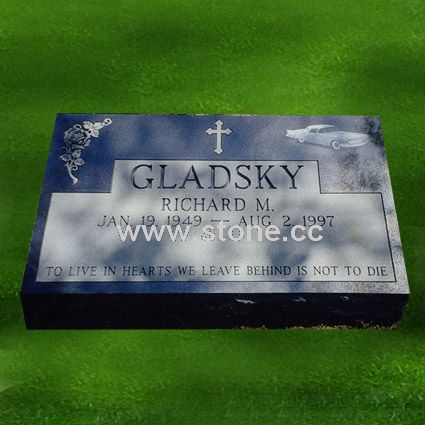 GLADSKY
RICHARD M.
JAN 19 1949 — AUG 2 1997
www.stone.cc
TO LIVE IN HEARTS WE LEAVE BEHIND IS NOT TO DIE